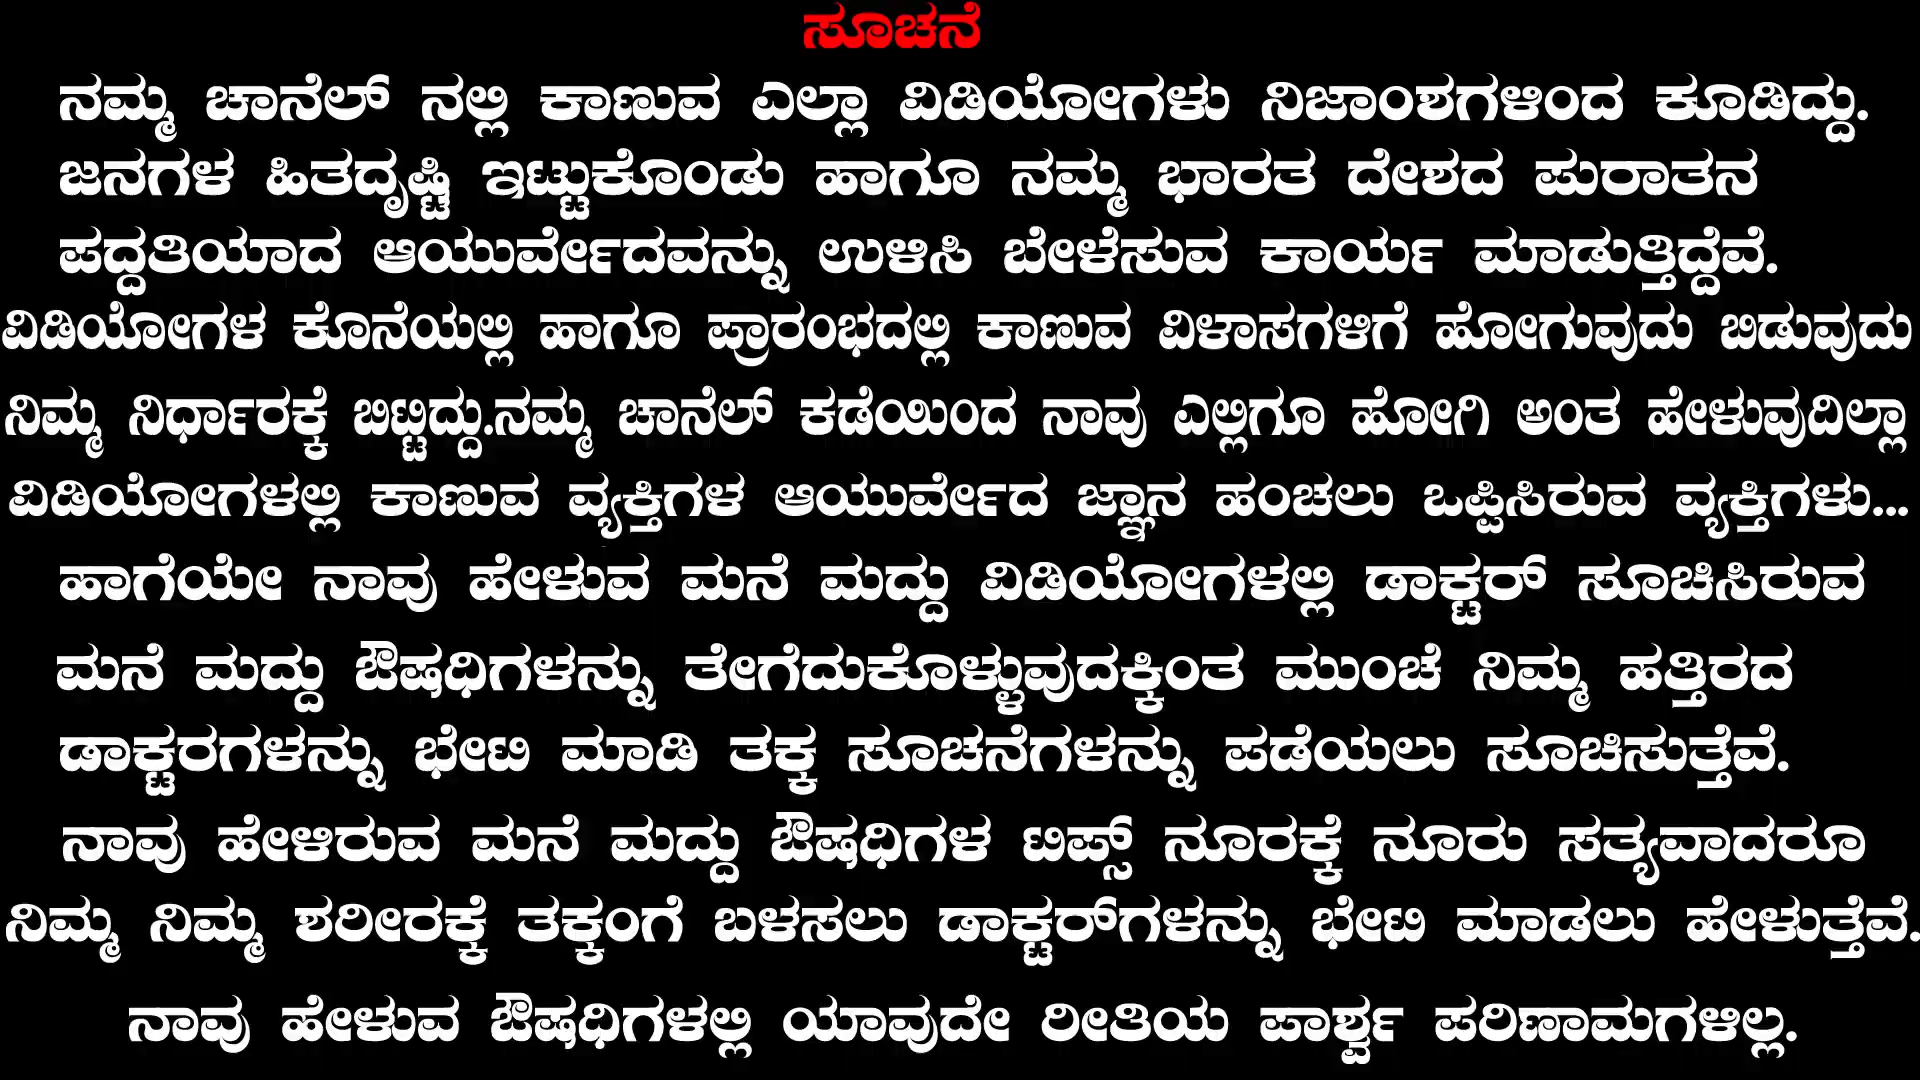 ಸೂಚನೆ
ನಮ್ಮ ಚಾನೆಲ್ ನಲ್ಲಿ ಕಾಣುವ ಎಲ್ಲಾ ವಿಡಿಯೋಗಳು ನಿಜಾಂಶಗಳಿಂದ ಕೂಡಿದ್ದು.
ಜನಗಳ ಹಿತದೃಷ್ಟಿ ಇಟ್ಟುಕೊಂಡು ಹಾಗೂ ನಮ್ಮ ಭಾರತ ದೇಶದ ಪುರಾತನ
ಪದ್ದತಿಯಾದ ಆಯುರ್ವೇದವನ್ನು ಉಳಿಸಿ ಬೇಳೆಸುವ ಕಾರ್ಯ ಮಾಡುತ್ತಿದ್ದೆವೆ.
ವಿಡಿಯೋಗಳ ಕೊನೆಯಲ್ಲಿ ಹಾಗೂ ಪ್ರಾರಂಭದಲ್ಲಿ ಕಾಣುವ ವಿಳಾಸಗಳಿಗೆ ಹೋಗುವುದು ಬಿಡುವುದು
ನಿಮ್ಮ ನಿರ್ಧಾರಕ್ಕೆ ಬಿಟ್ಟಿದ್ದು.ನಮ್ಮ ಚಾನೆಲ್ ಕಡೆಯಿಂದ ನಾವು ಎಲ್ಲಿಗೂ ಹೋಗಿ ಅಂತ ಹೇಳುವುದಿಲ್ಲಾ
ವಿಡಿಯೋಗಳಲ್ಲಿ ಕಾಣುವ ವ್ಯಕ್ತಿಗಳ ಆಯುರ್ವೇದ ಜ್ಞಾನ ಹಂಚಲು ಒಪ್ಪಿಸಿರುವ ವ್ಯಕ್ತಿಗಳು...
ಹಾಗೆಯೇ ನಾವು ಹೇಳುವ ಮನೆ ಮದ್ದು ವಿಡಿಯೋಗಳಲ್ಲಿ ಡಾಕ್ಟರ್ ಸೂಚಿಸಿರುವ
ಮನೆ ಮದ್ದು ಔಷಧಿಗಳನ್ನು ತೇಗೆದುಕೊಳ್ಳುವುದಕ್ಕಿಂತ ಮುಂಚೆ ನಿಮ್ಮ ಹತ್ತಿರದ
ಡಾಕ್ಟರಗಳನ್ನು ಭೇಟಿ ಮಾಡಿ ತಕ್ಕ ಸೂಚನೆಗಳನ್ನು ಪಡೆಯಲು ಸೂಚಿಸುತ್ತೆವೆ.
ನಾವು ಹೇಳಿರುವ ಮನೆ ಮದ್ದು ಔಷಧಿಗಳ ಟಿಪ್ಸ್ ನೂರಕ್ಕೆ ನೂರು ಸತ್ಯವಾದರೂ
ನಿಮ್ಮ ನಿಮ್ಮ ಶರೀರಕ್ಕೆ ತಕ್ಕಂಗೆ ಬಳಸಲು ಡಾಕ್ಟರ್‌ಗಳನ್ನು ಭೇಟಿ ಮಾಡಲು ಹೇಳುತ್ತೆವೆ.
ನಾವು ಹೇಳುವ ಔಷಧಿಗಳಲ್ಲಿ ಯಾವುದೇ ರೀತಿಯ ಪಾರ್ಶ್ವ ಪರಿಣಾಮಗಳಿಲ್ಲ.